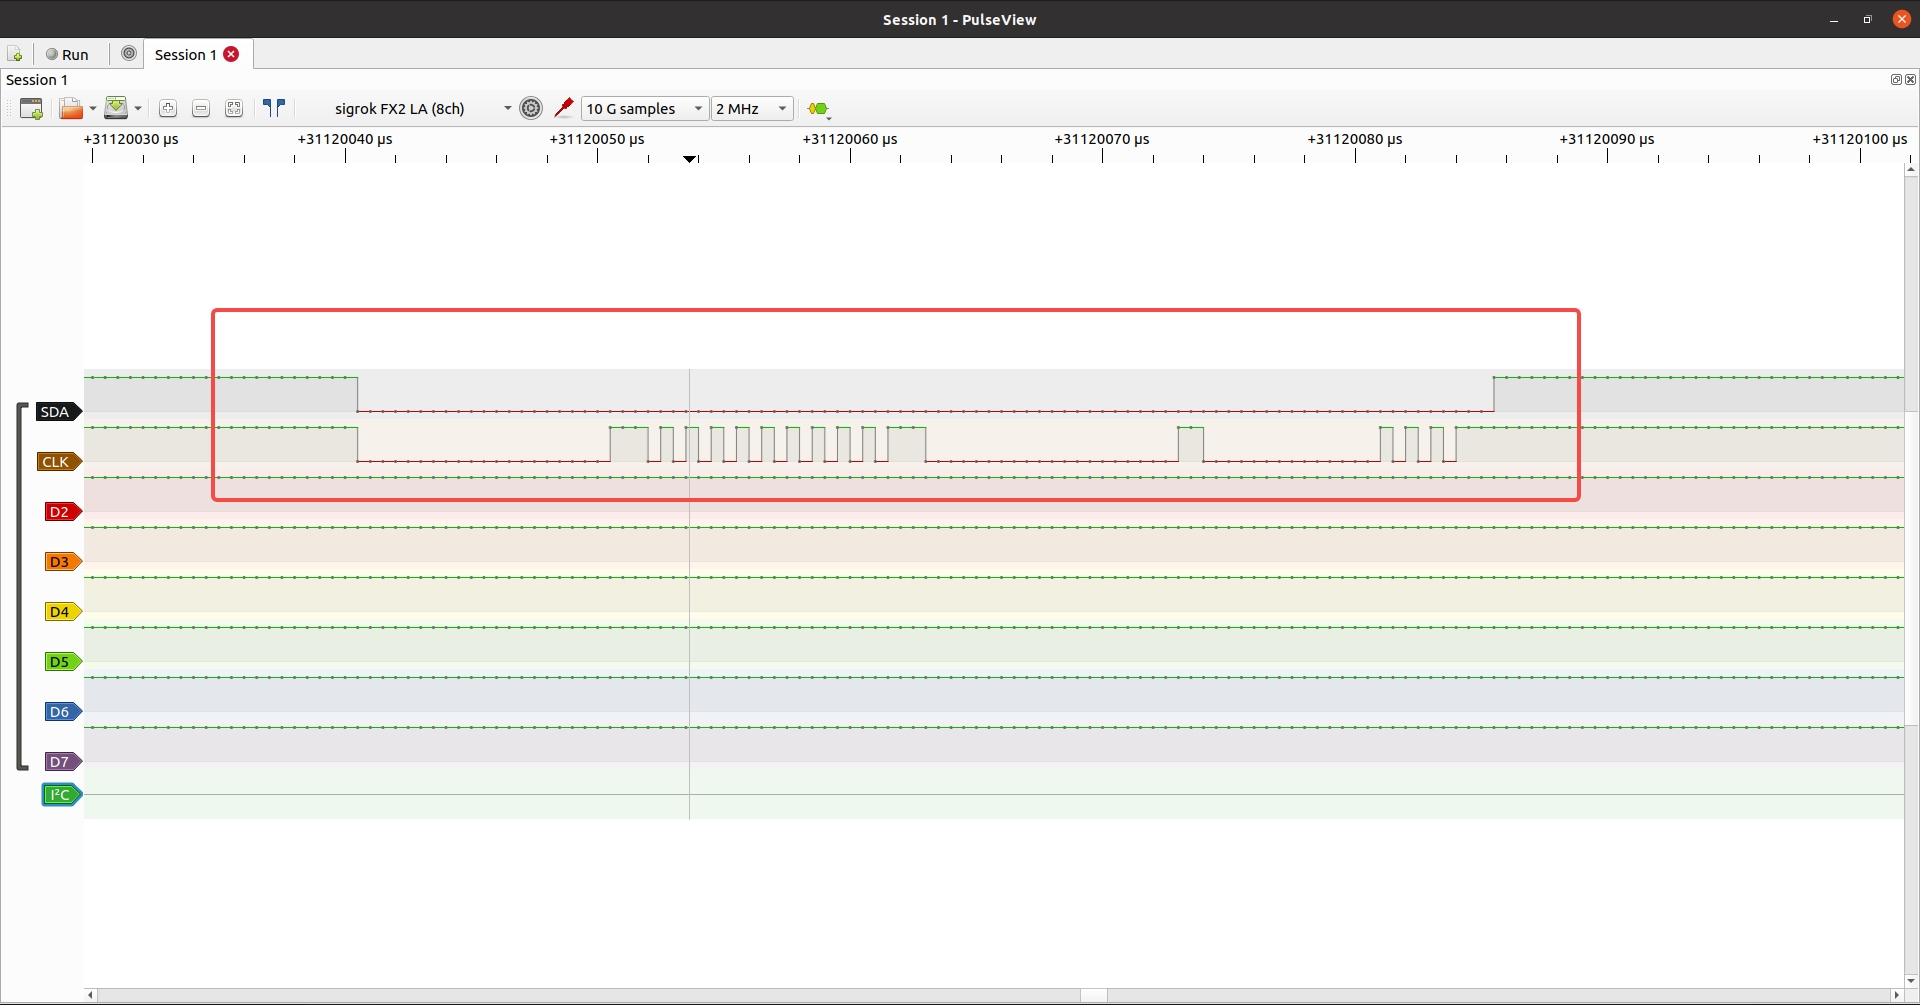 Session 1 - PulseView
Run
Session 1
Session 1
sigrok FX2 LA (8ch)
10 G samples
2 MHz
+31120030 µs
+31120040 µs
+31120050 µs
+31120060 µs
+31120070 µs
+31120080 µs
+31120090 µs
+31120100 µs
SDA
CLK
D2
D3
D4
D5
D6
D7
I²C